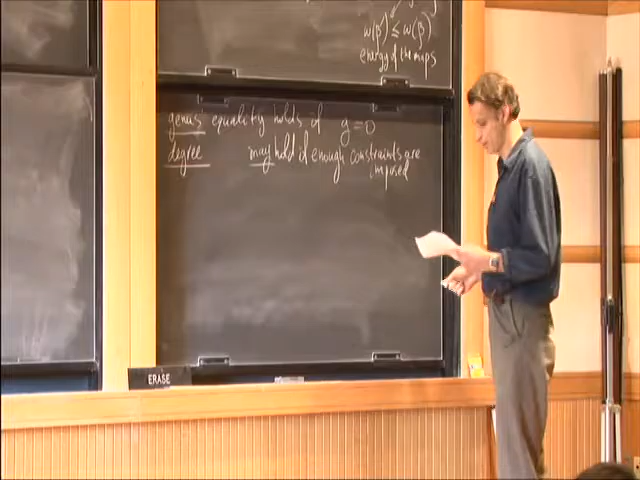 w(β') ≤ w(β)
energy of the maps
genus equality holds if g=0
degree may hold if enough constraints are
imposed
ERASE